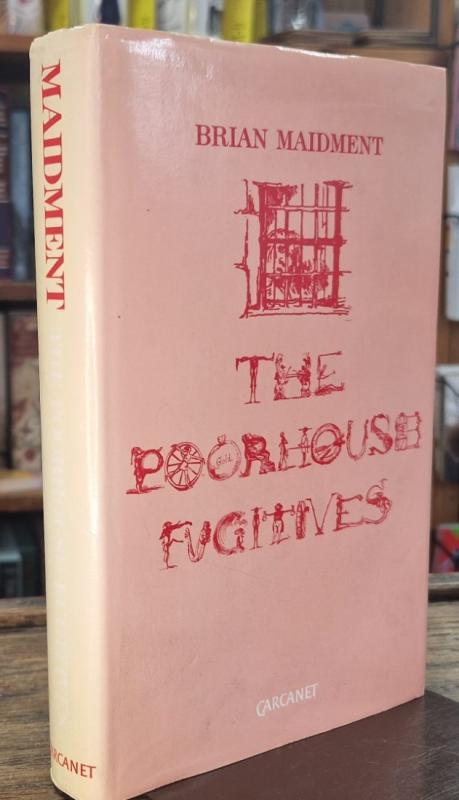 MAIDMENT
CARCANET
BRIAN MAIDMENT
THE
POORHOUSE
FUGITIVES
CARCANET